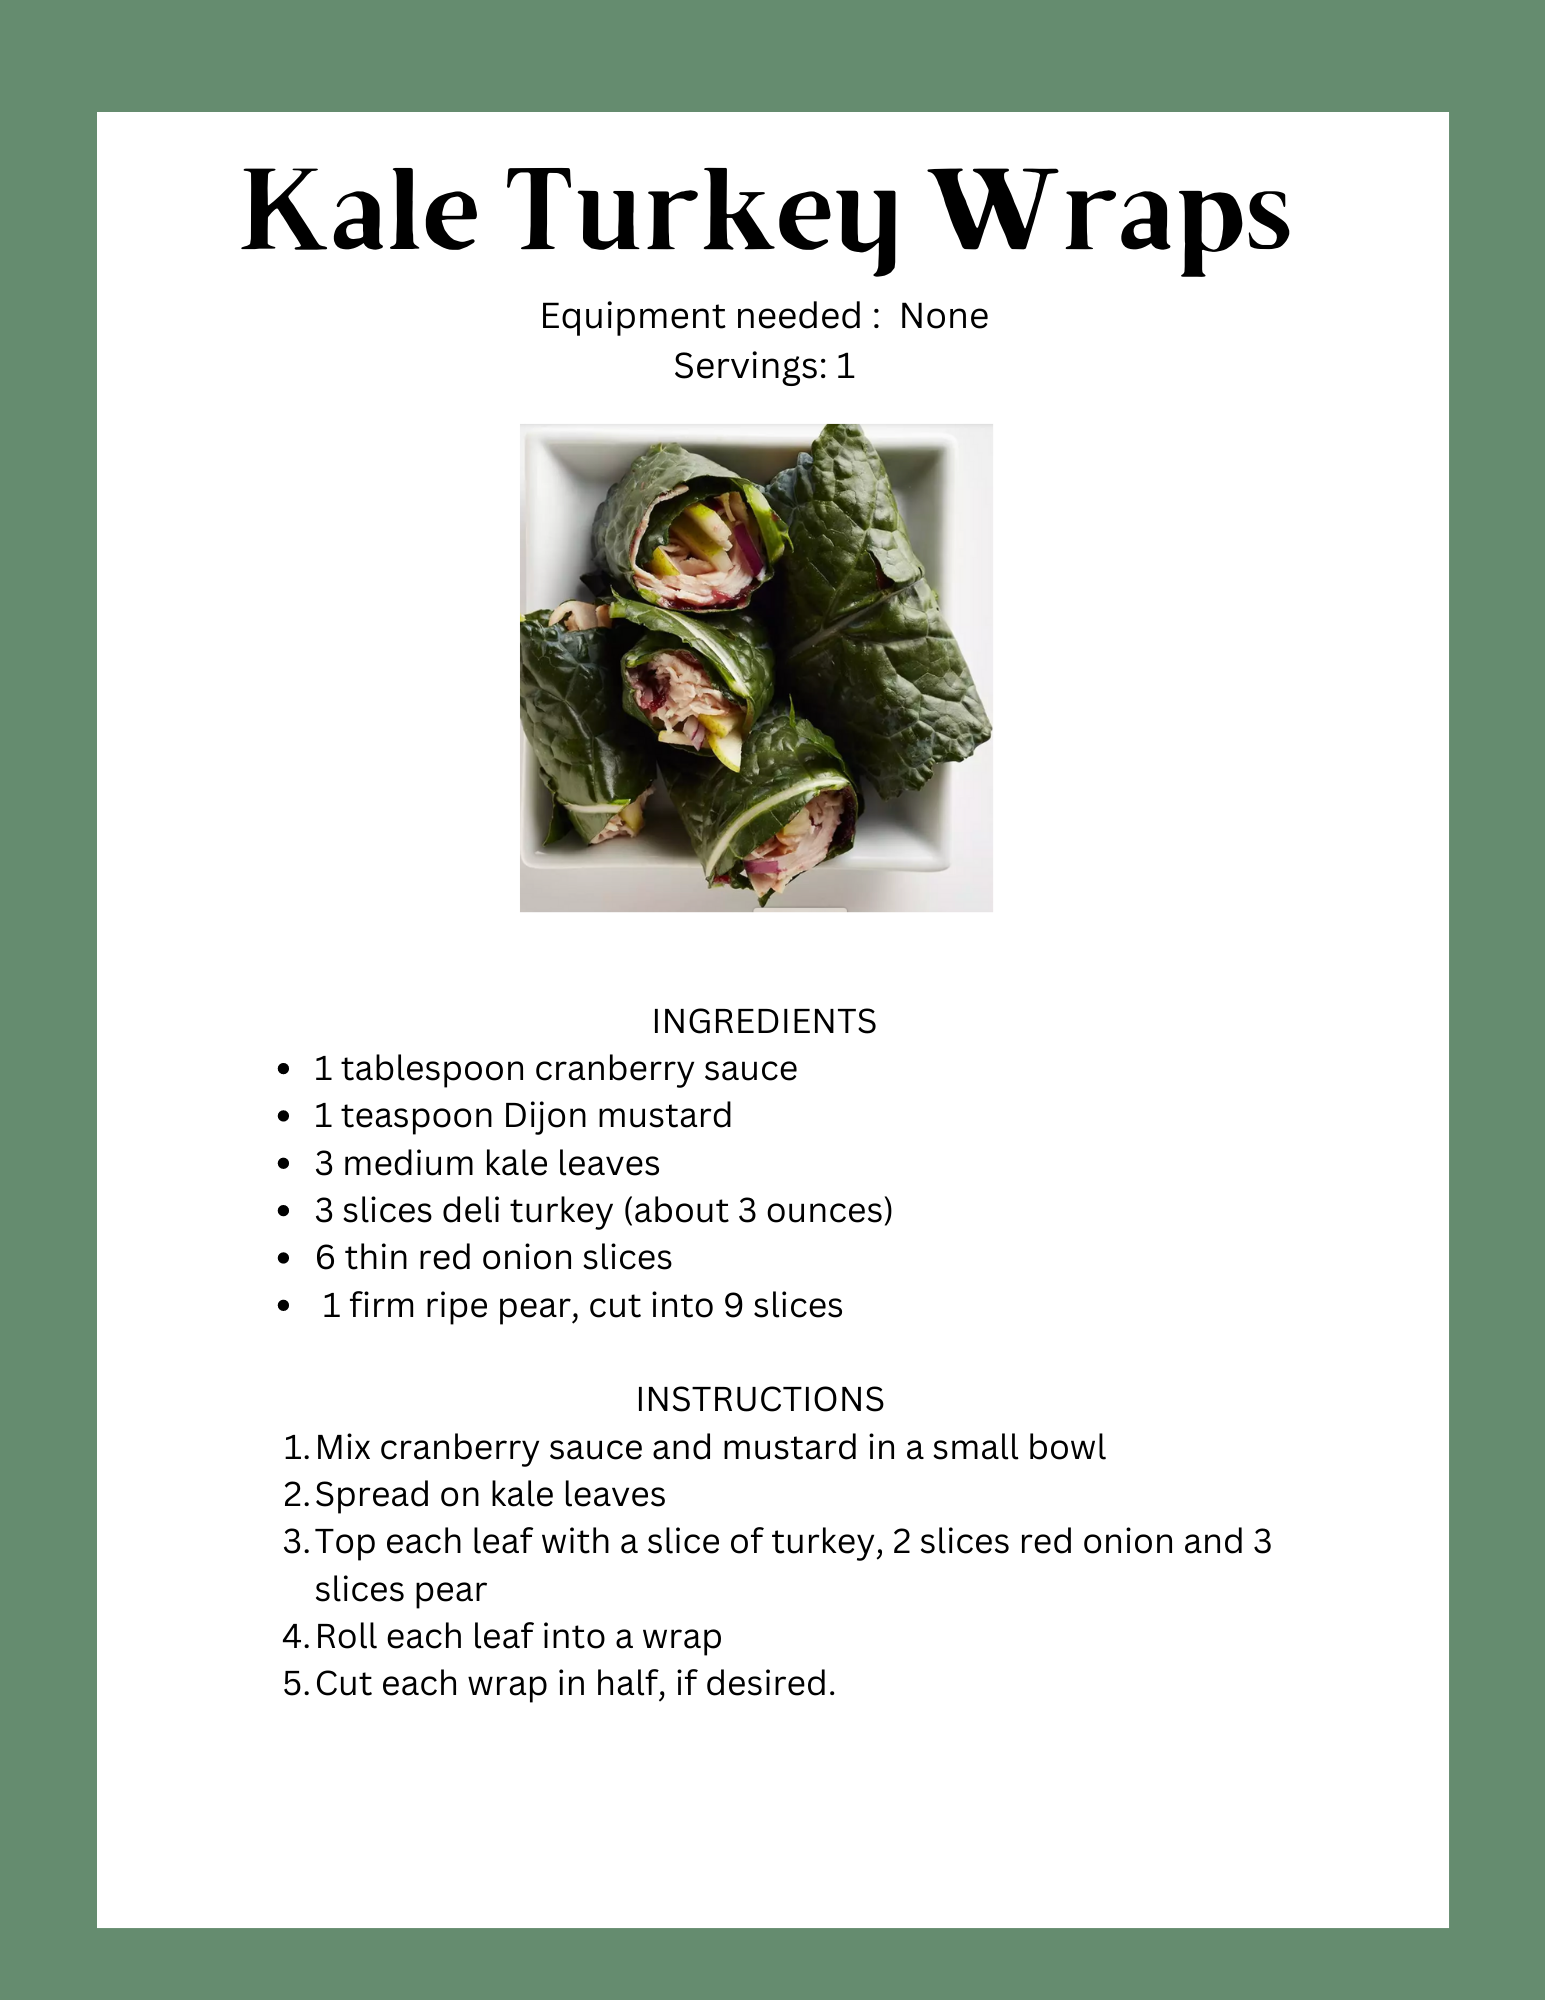 Kale Turkey Wraps
Equipment needed :  None
Servings: 1
INGREDIENTS
• 1 tablespoon cranberry sauce
• 1 teaspoon Dijon mustard
• 3 medium kale leaves
• 3 slices deli turkey (about 3 ounces)
• 6 thin red onion slices
• 1 firm ripe pear, cut into 9 slices
INSTRUCTIONS
1. Mix cranberry sauce and mustard in a small bowl
2. Spread on kale leaves
3. Top each leaf with a slice of turkey, 2 slices red onion and 3
slices pear
4. Roll each leaf into a wrap
5. Cut each wrap in half, if desired.